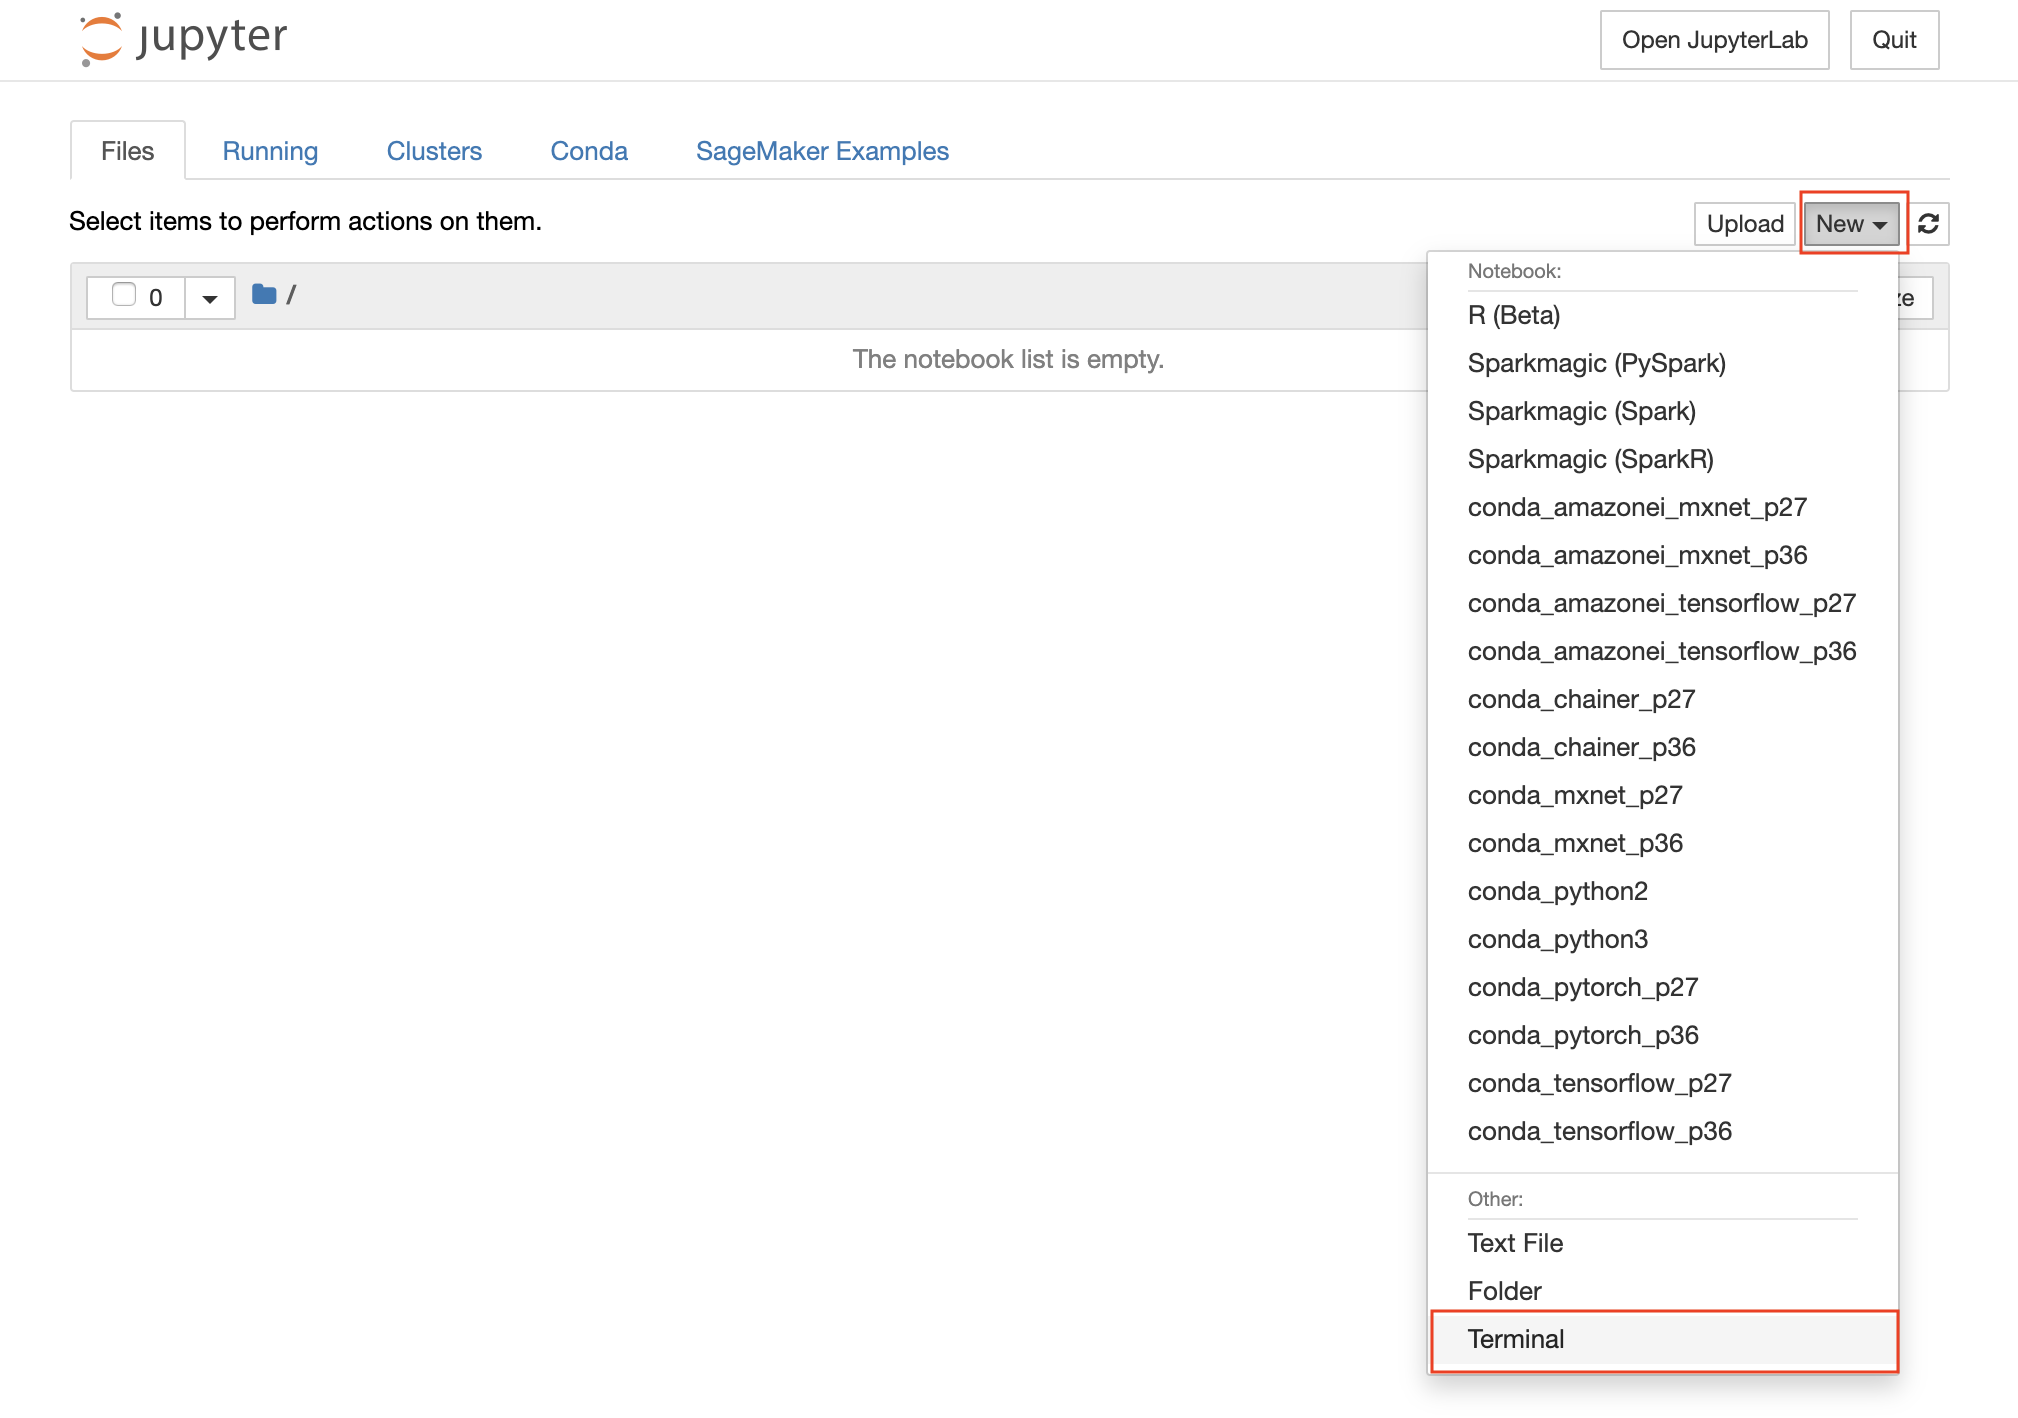 jupyter
Open JupyterLab
Quit
Files
Running
Clusters
Conda
SageMaker Examples
Select items to perform actions on them.
Upload
New
0
/
The notebook list is empty.
Notebook:
R (Beta)
Sparkmagic (PySpark)
Sparkmagic (Spark)
Sparkmagic (SparkR)
conda_amazonei_mxnet_p27
conda_amazonei_mxnet_p36
conda_amazonei_tensorflow_p27
conda_amazonei_tensorflow_p36
conda_chainer_p27
conda_chainer_p36
conda_mxnet_p27
conda_mxnet_p36
conda_python2
conda_python3
conda_pytorch_p27
conda_pytorch_p36
conda_tensorflow_p27
conda_tensorflow_p36
Other:
Text File
Folder
Terminal